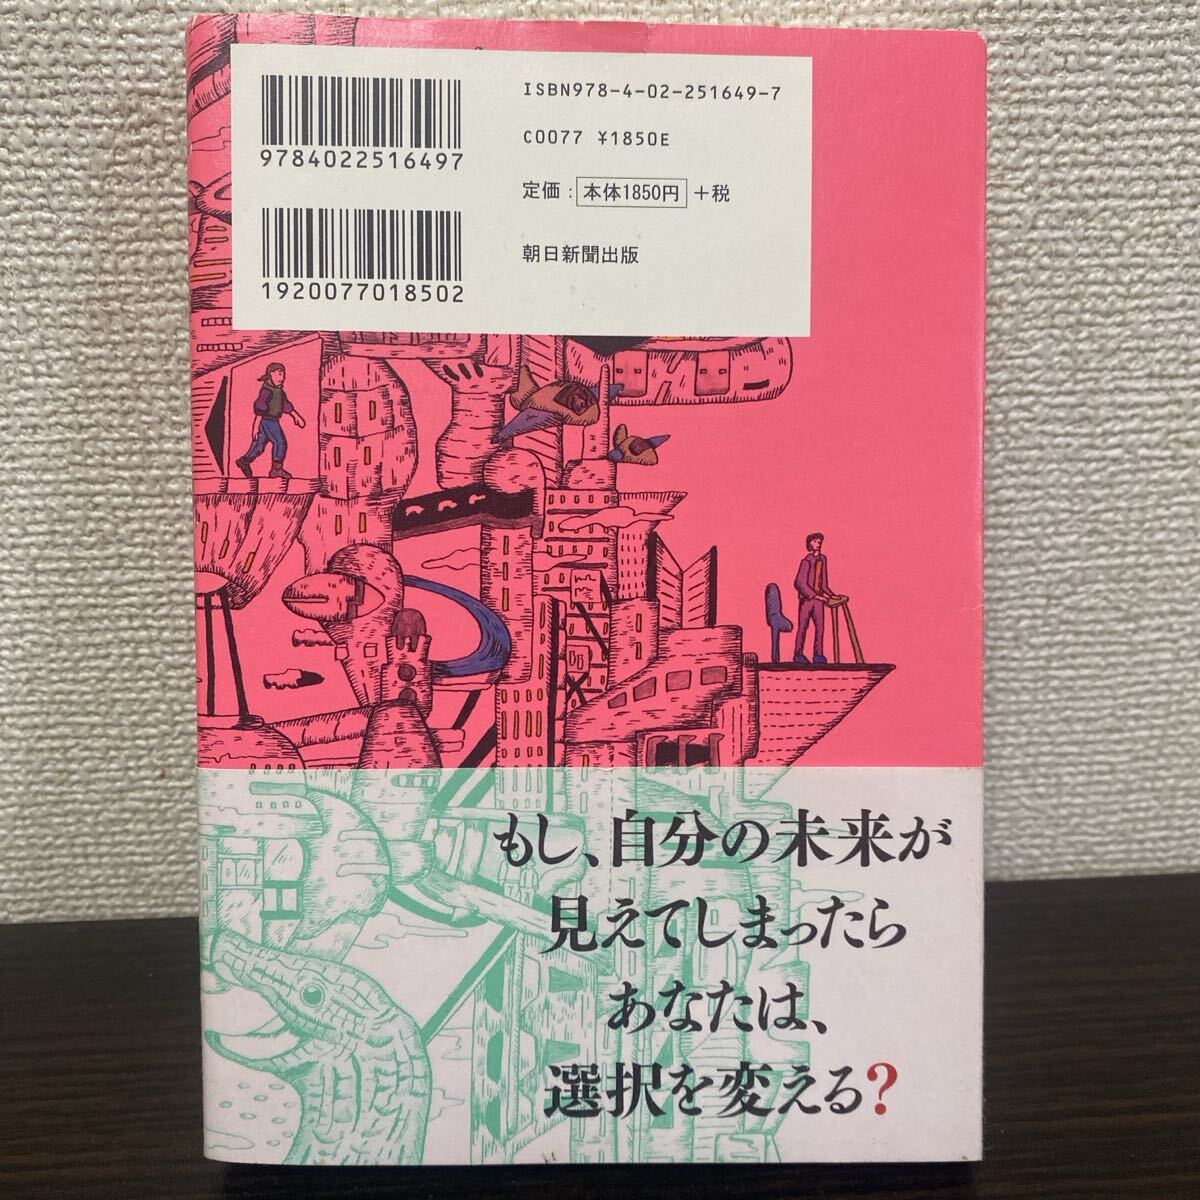 ISBN978-4-02-251649-7
C0077 ¥1850E
9784022516497
定価：本体1850円＋税
朝日新聞出版
1920077018502
もし、自分の未来が
見えてしまったら
あなたは、
選択を変える？